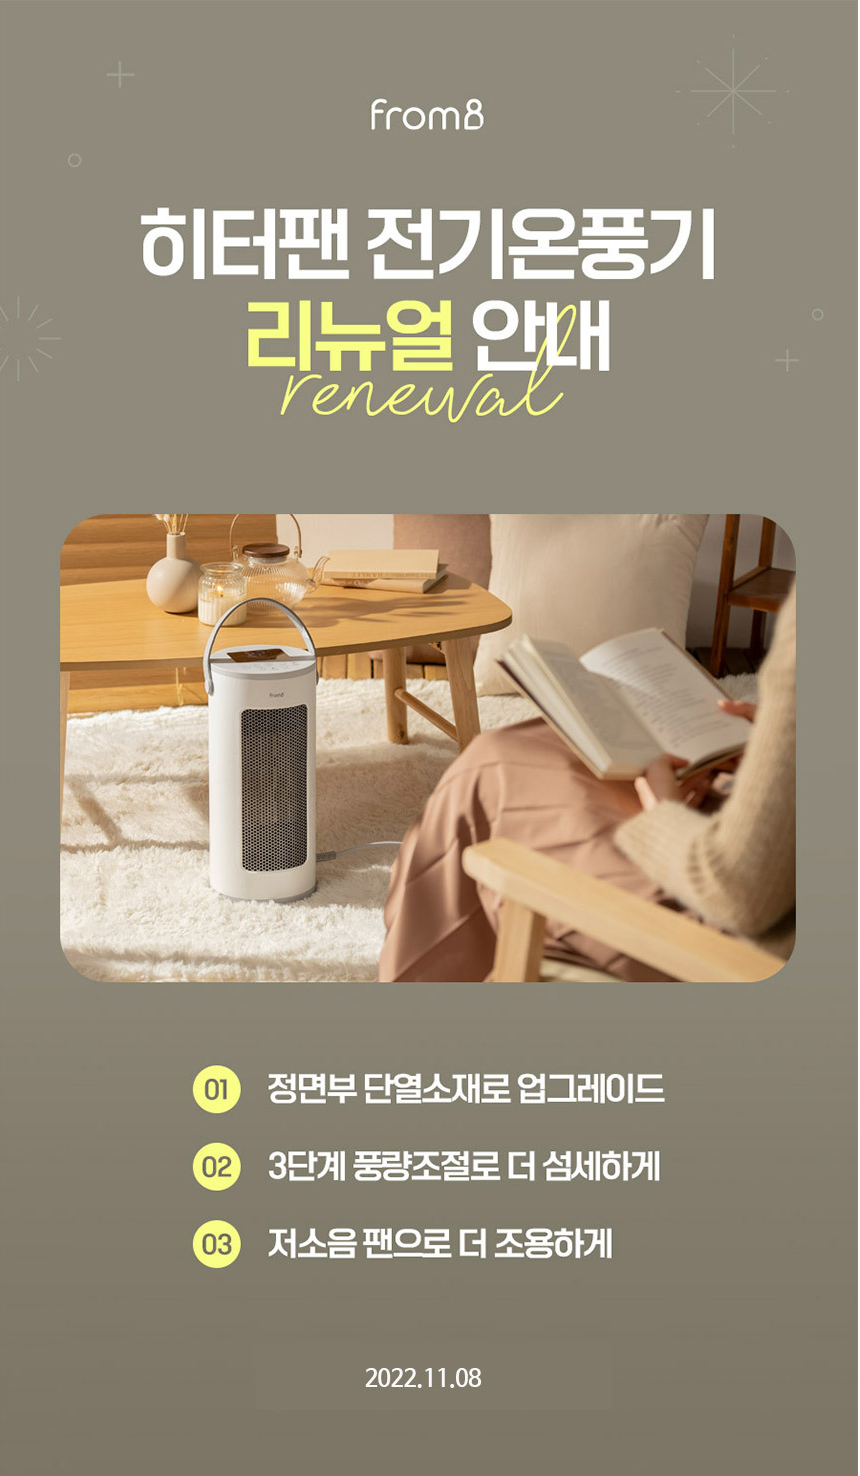 from8
히터팬 전기온풍기
리뉴얼 안내
renewal
from8
01 정면부 단열소재로 업그레이드
02 3단계 풍량조절로 더 섬세하게
03 저소음 팬으로 더 조용하게
2022.11.08